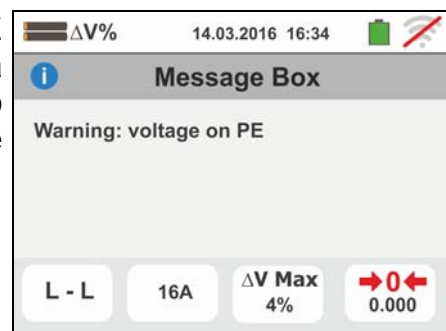 ΔV% 14.03.2016 16:34
Message Box
Warning: voltage on PE
L - L 16A ΔV Max 4% →0← 0.000